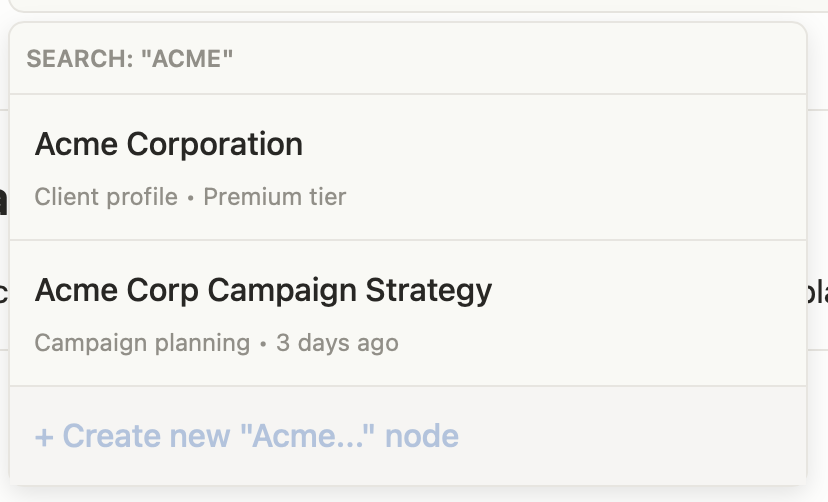 SEARCH: "ACME"
Acme Corporation
Client profile • Premium tier
Acme Corp Campaign Strategy
Campaign planning • 3 days ago
+ Create new "Acme..." node